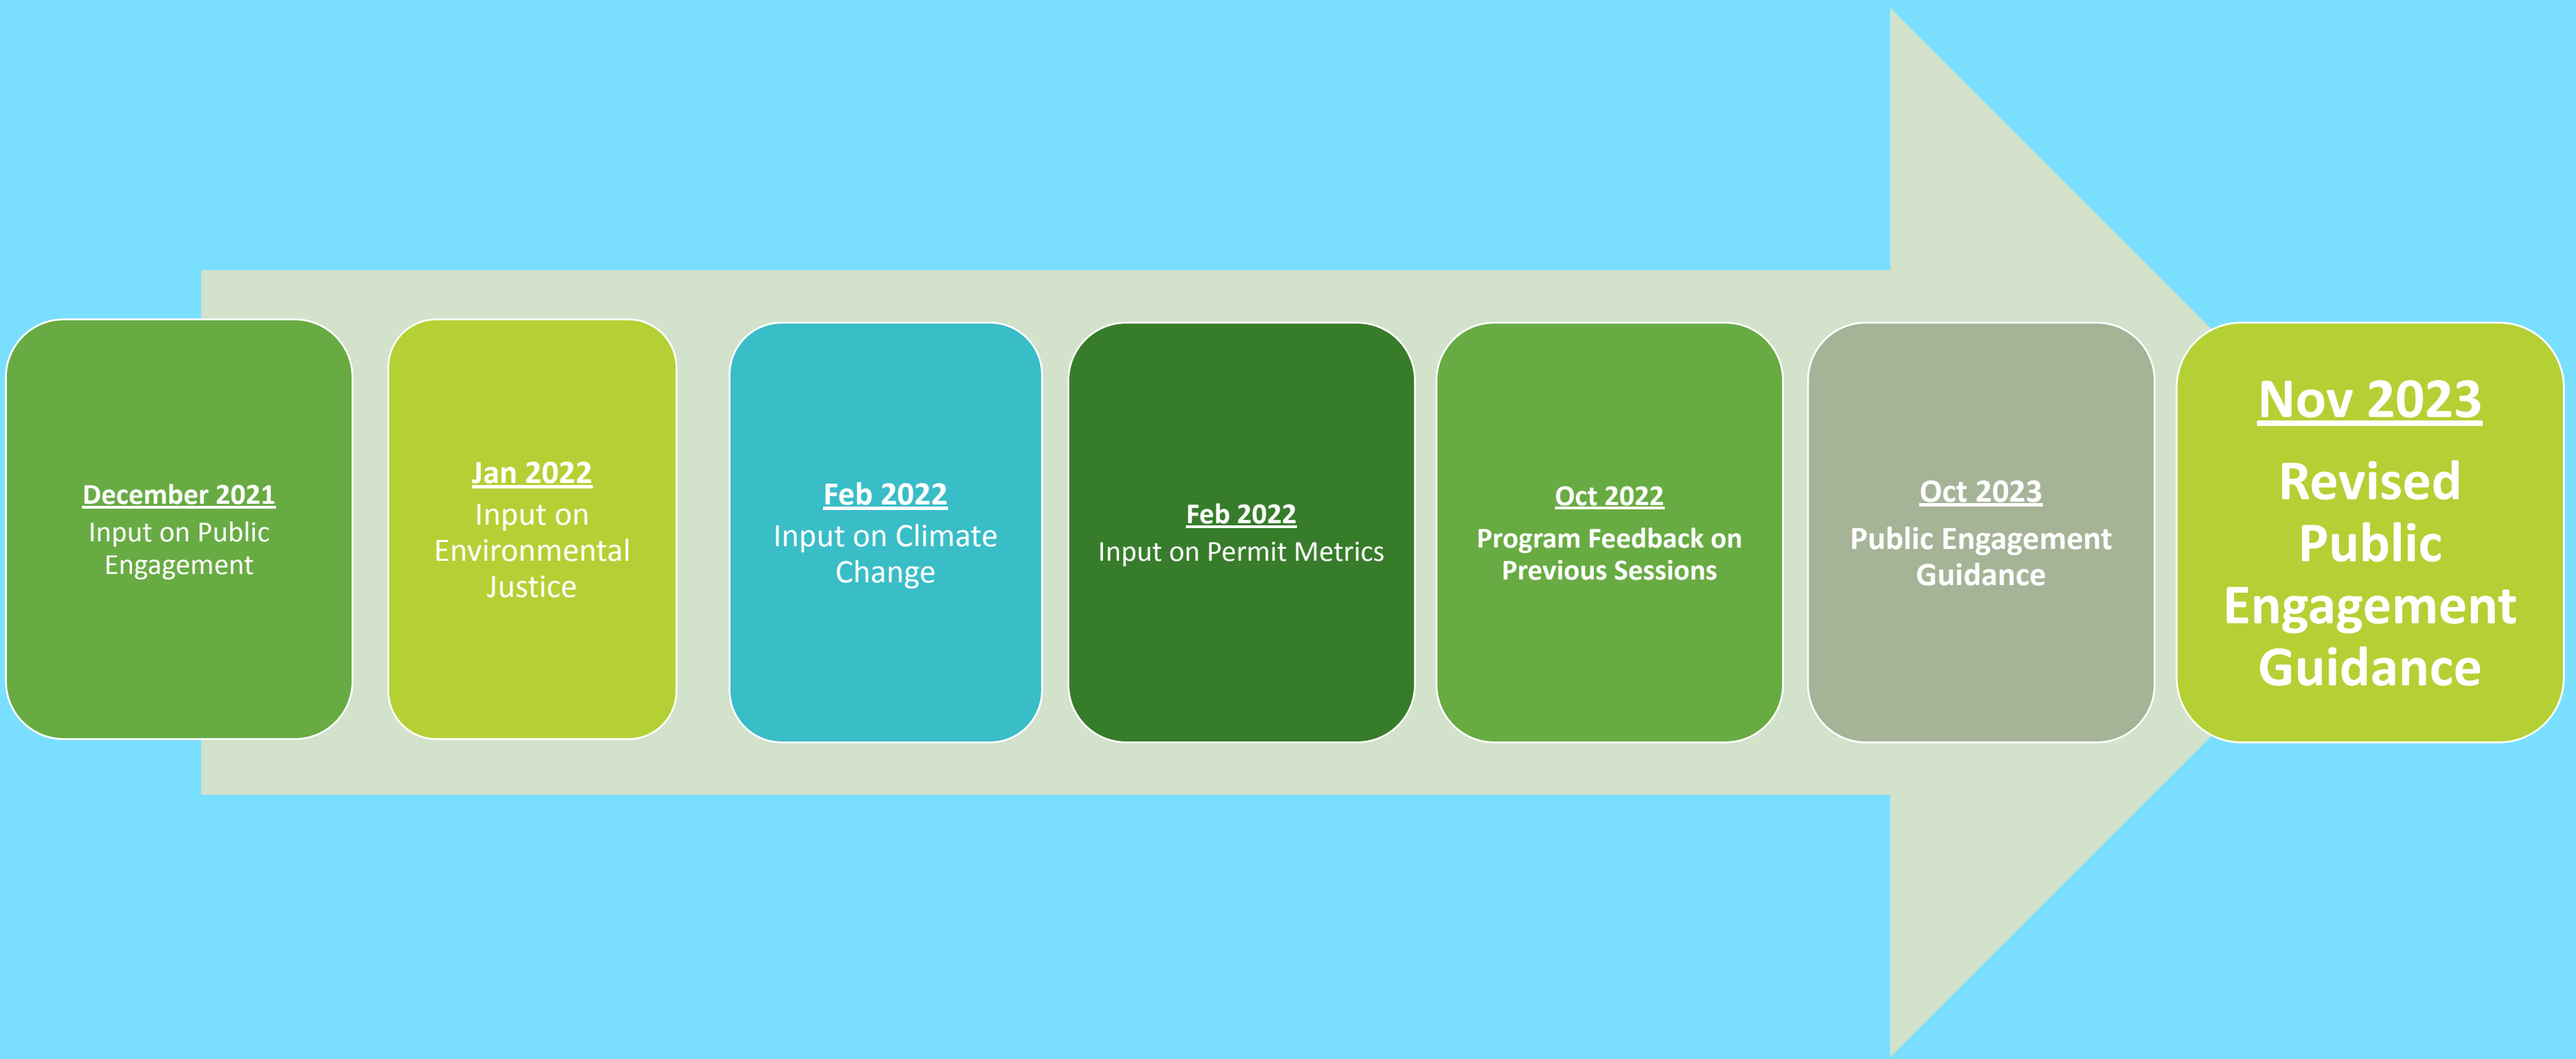 December 2021
Input on Public
Engagement
Jan 2022
Input on
Environmental
Justice
Feb 2022
Input on Climate
Change
Feb 2022
Input on Permit Metrics
Oct 2022
Program Feedback on
Previous Sessions
Oct 2023
Public Engagement
Guidance
Nov 2023
Revised
Public
Engagement
Guidance